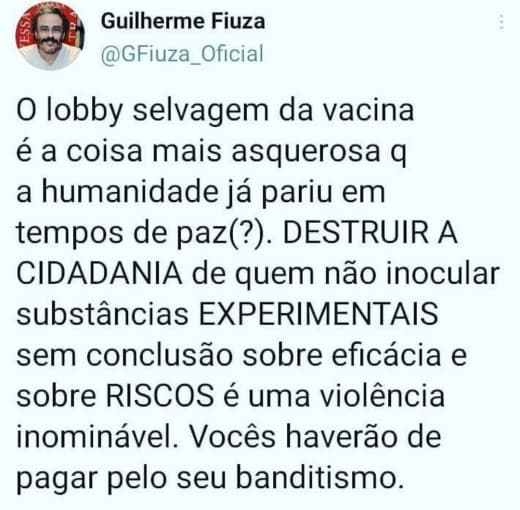 Guilherme Fiuza
@GFiuza_Oficial
O lobby selvagem da vacina
é a coisa mais asquerosa q
a humanidade já pariu em
tempos de paz(?). DESTRUIR A
CIDADANIA de quem não inocular
substâncias EXPERIMENTAIS
sem conclusão sobre eficácia e
sobre RISCOS é uma violência
inominável. Vocês haverão de
pagar pelo seu banditismo.